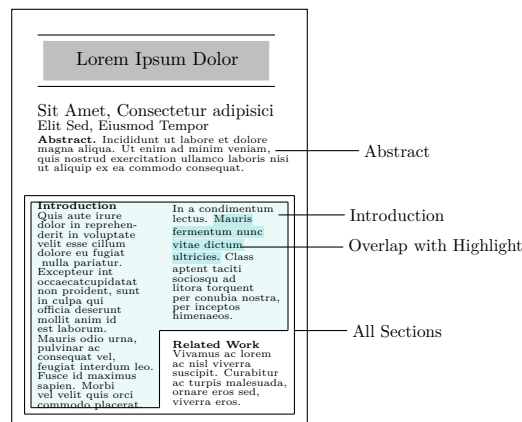 Lorem Ipsum Dolor
Sit Amet, Consectetur adipisici
Elit Sed, Eiusmod Tempor
Abstract. Incididunt ut labore et dolore
magna aliqua. Ut enim ad minim veniam,
quis nostrud exercitation ullamco laboris nisi
ut aliquip ex ea commodo consequat.
Introduction
Quis aute irure
dolor in reprehen-
derit in voluptate
velit esse cillum
dolore eu fugiat
nulla pariatur.
Excepteur int
occaecatcupidatat
non proident, sunt
in culpa qui
officia deserunt
mollit anim id
est laborum.
Mauris odio urna,
pulvinar ac
consequat vel,
feugiat interdum leo.
Fusce id maximus
sapien. Morbi
vel velit quis orci
commodo placerat.
In a condimentum
lectus. Mauris
fermentum nunc
vitae dictum
ultricies. Class
aptent taciti
sociosqu ad
litora torquent
per conubia nostra,
per inceptos
himenaeos.
Related Work
Vivamus ac lorem
ac nisl viverra
suscipit. Curabitur
ac turpis malesuada,
ornare eros sed,
viverra eros.
Abstract
Introduction
Overlap with Highlight
All Sections